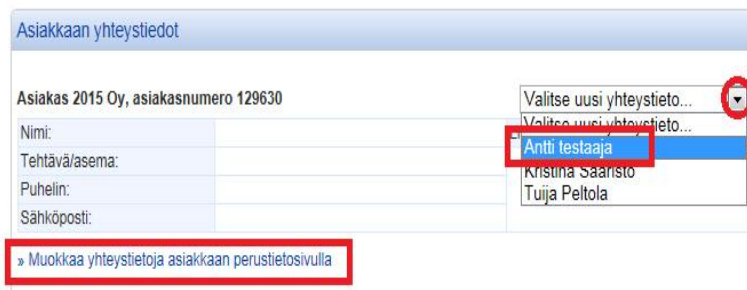 Asiakkaan yhteystiedot
Asiakas 2015 Oy, asiakasnumero 129630
Valitse uusi yhteystieto...
Valitse uusi yhteystieto...
Antti testaaja
Kristina Saaristo
Tuija Peltola
Nimi:
Tehtävä/asema:
Puhelin:
Sähköposti:
» Muokkaa yhteystietoja asiakkaan perustietosivulla